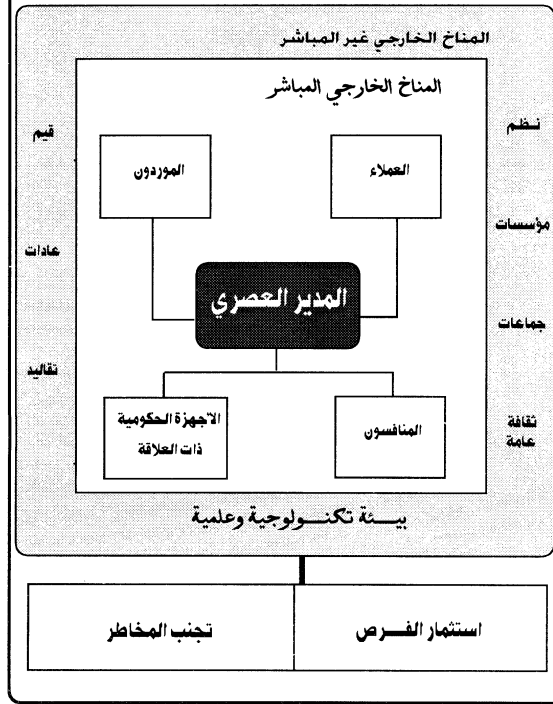 المناخ الخارجي غير المباشر
المناخ الخارجي المباشر
نظم
قيم
العملاء
الموردون
مؤسسات
عادات
المدير العصري
جماعات
تقاليد
المنافسون
الأجهزة الحكومية
ذات العلاقة
ثقافة
عامة
بيئة تكنولوجية وعلمية
استثمار الفرص
تجنب المخاطر